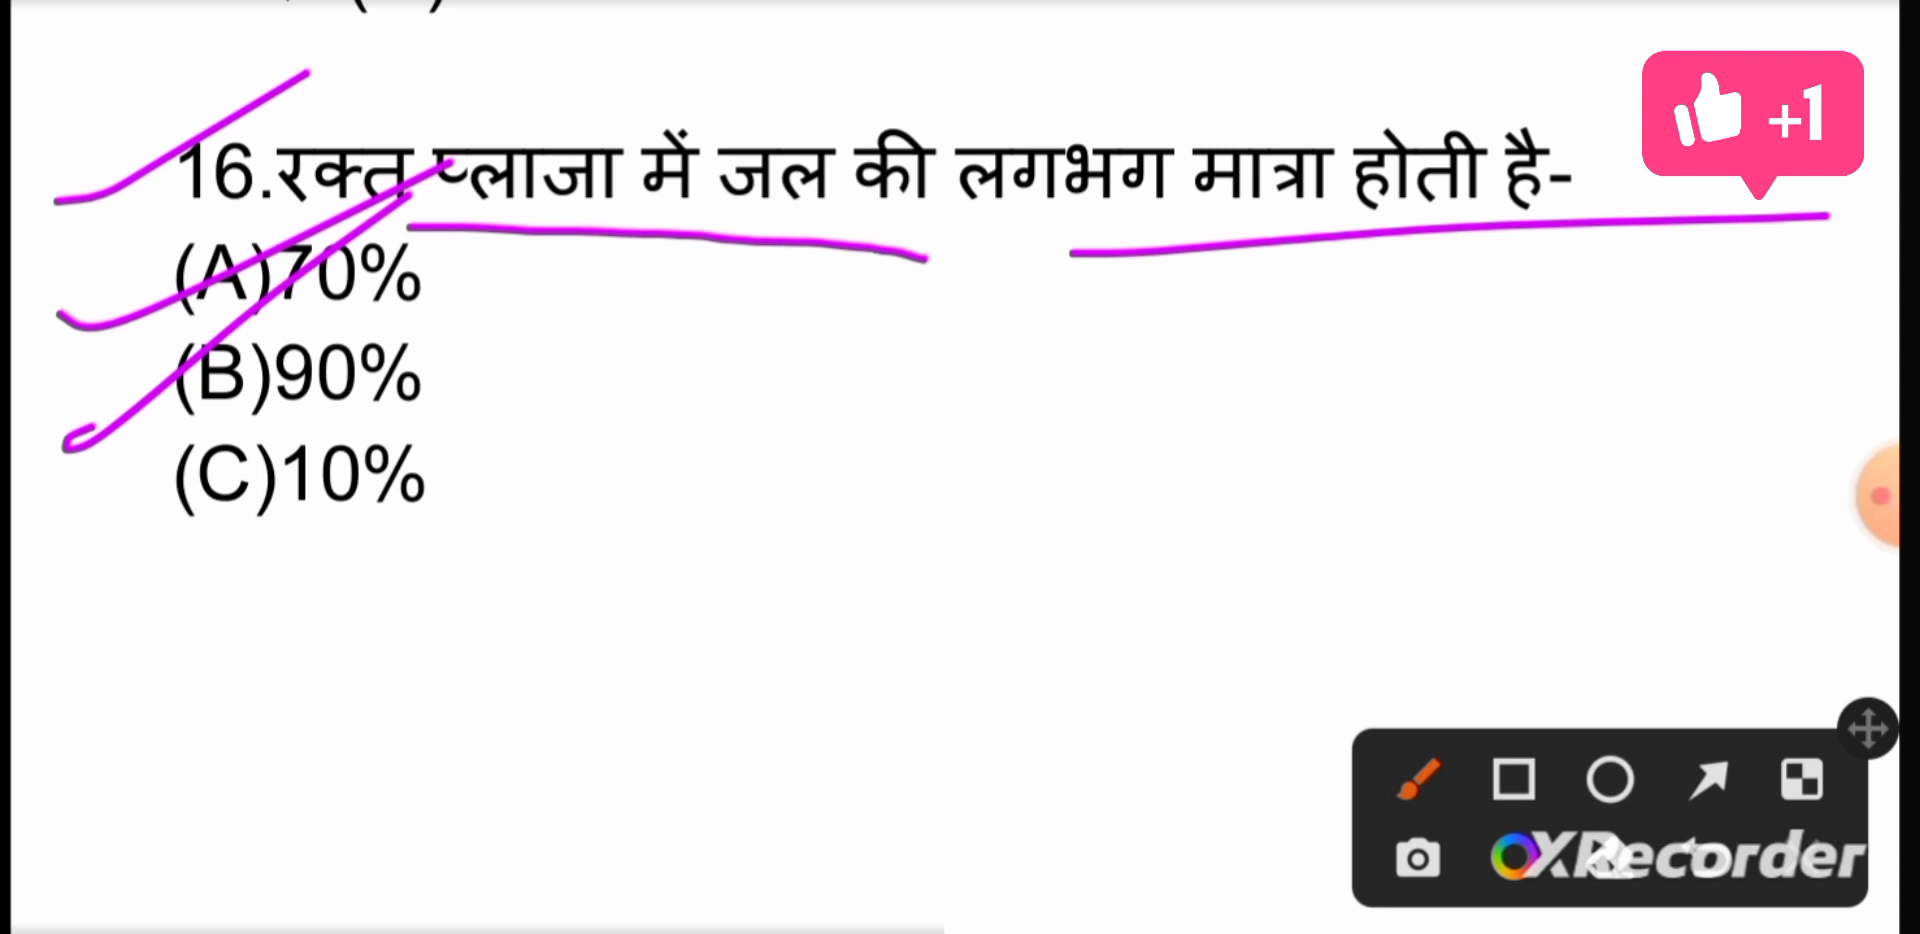 +1
16.रक्त प्लाजा में जल की लगभग मात्रा होती है-
(A)70%
(B)90%
(C)10%
XRecorder